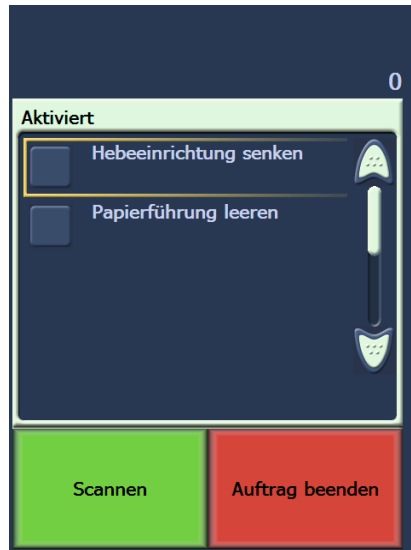 0
Aktiviert
Hebeeinrichtung senken
Papierführung leeren
Scannen
Auftrag beenden